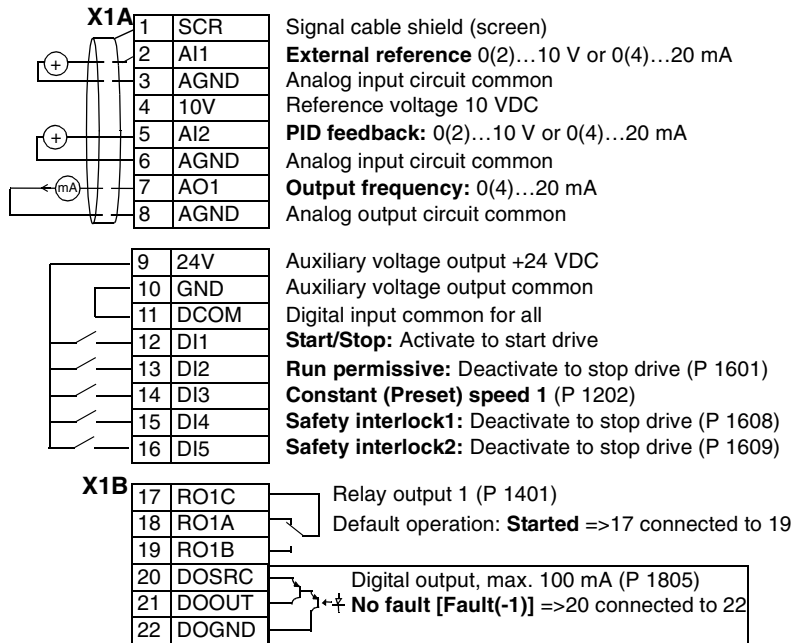 X1A
1 SCR Signal cable shield (screen)
2 AI1 External reference 0(2)…10 V or 0(4)…20 mA
+
3 AGND Analog input circuit common
4 10V Reference voltage 10 VDC
5 AI2 PID feedback: 0(2)…10 V or 0(4)…20 mA
+
6 AGND Analog input circuit common
7 AO1 Output frequency: 0(4)…20 mA
mA
8 AGND Analog output circuit common
9 24V Auxiliary voltage output +24 VDC
10 GND Auxiliary voltage output common
11 DCOM Digital input common for all
12 DI1 Start/Stop: Activate to start drive
13 DI2 Run permissive: Deactivate to stop drive (P 1601)
14 DI3 Constant (Preset) speed 1 (P 1202)
15 DI4 Safety interlock1: Deactivate to stop drive (P 1608)
16 DI5 Safety interlock2: Deactivate to stop drive (P 1609)
X1B
17 RO1C Relay output 1 (P 1401)
18 RO1A Default operation: Started =>17 connected to 19
19 RO1B
20 DOSRC Digital output, max. 100 mA (P 1805)
21 DOOUT No fault [Fault(-1)] =>20 connected to 22
22 DOGND